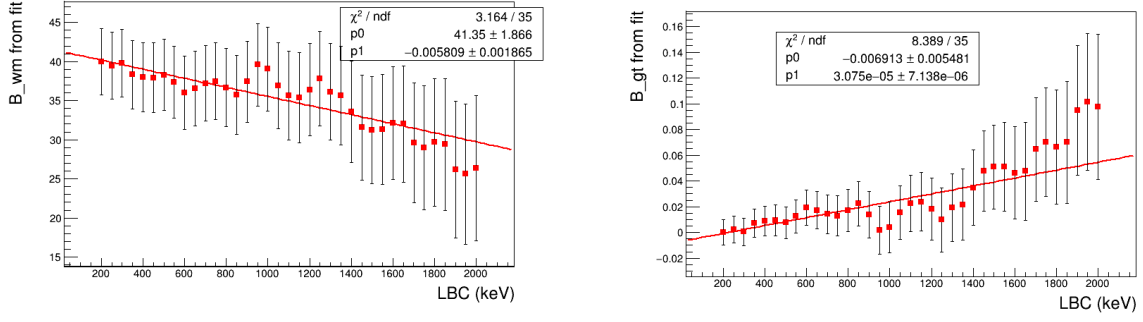 χ² / ndf 3.164 / 35
p0 41.35 ± 1.866
p1 −0.005809 ± 0.001865
B_wm from fit
45
40
35
30
25
20
15
200 400 600 800 1000 1200 1400 1600 1800 2000
LBC (keV)
χ² / ndf 8.389 / 35
p0 −0.006913 ± 0.005481
p1 3.075e−05 ± 7.138e−06
B_gt from fit
0.16
0.14
0.12
0.1
0.08
0.06
0.04
0.02
0
−0.02
200 400 600 800 1000 1200 1400 1600 1800 2000
LBC (keV)